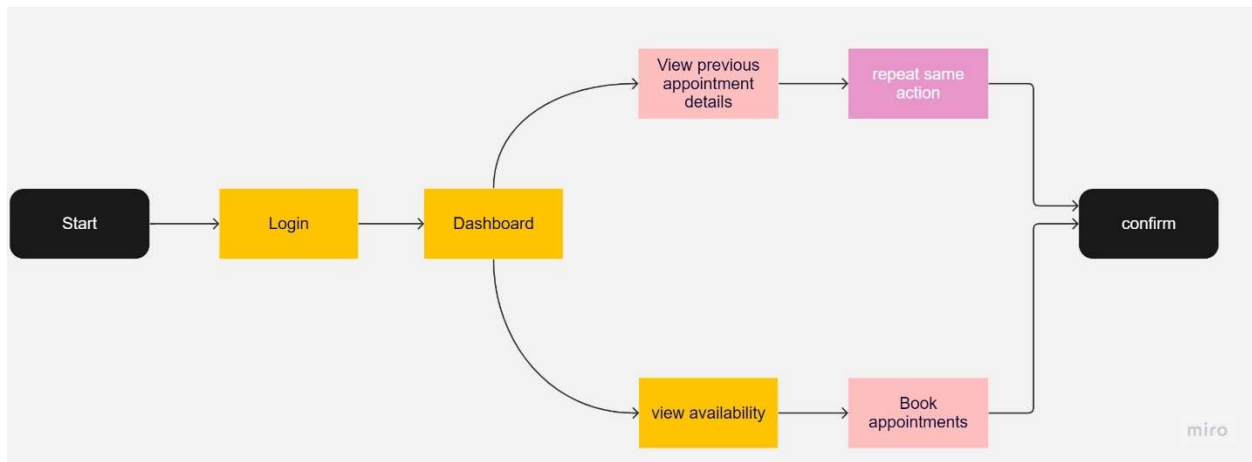 View previous
appointment
details
repeat same
action
Start
Login
Dashboard
confirm
view availability
Book
appointments
miro